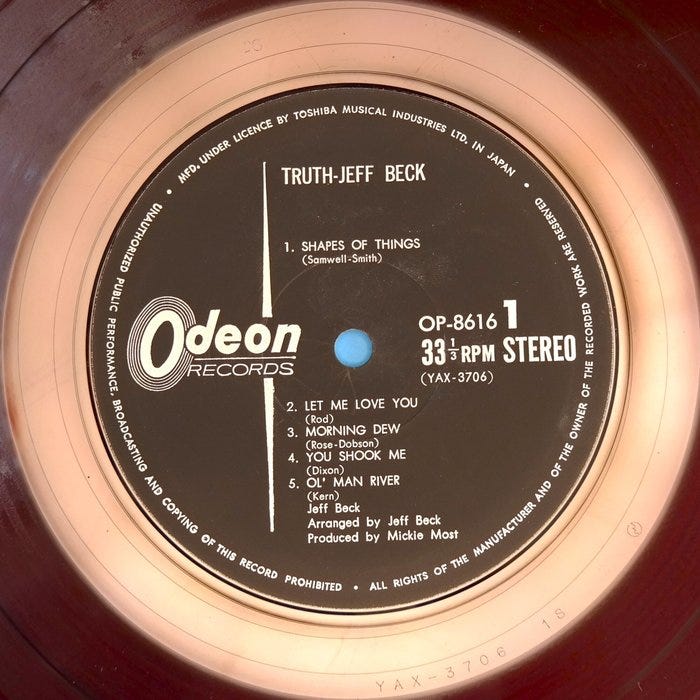 MFD. UNDER LICENCE BY TOSHIBA MUSICAL INDUSTRIES LTD. IN JAPAN •
TRUTH-JEFF BECK
1. SHAPES OF THINGS
(Samwell-Smith)
Odeon
RECORDS
OP-8616 1
33 1/3 RPM STEREO
(YAX-3706)
2. LET ME LOVE YOU
(Rod)
3. MORNING DEW
(Rose-Dobson)
4. YOU SHOOK ME
(Dixon)
5. OL' MAN RIVER
(Kern)
Jeff Beck
Arranged by Jeff Beck
Produced by Mickie Most
• UNAUTHORIZED PUBLIC PERFORMANCE, BROADCASTING AND COPYING OF THIS RECORD PROHIBITED • ALL RIGHTS OF THE MANUFACTURER AND OF THE OWNER OF THE RECORDED WORK ARE RESERVED
YAX-3706 1S